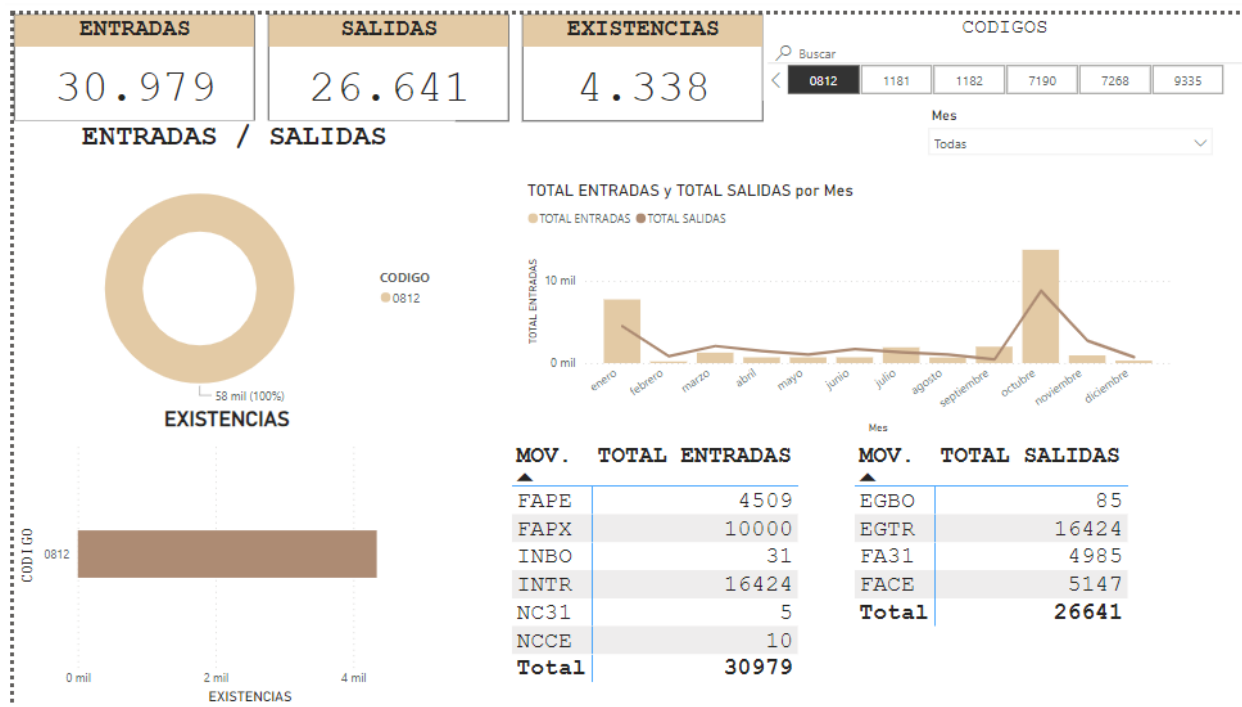 ENTRADAS
30.979
SALIDAS
26.641
EXISTENCIAS
4.338
CODIGOS
Buscar
0812 1181 1182 7190 7268 9335
Mes
Todas
ENTRADAS / SALIDAS
CODIGO
0812
58 mil (100%)
TOTAL ENTRADAS y TOTAL SALIDAS por Mes
TOTAL ENTRADAS TOTAL SALIDAS
TOTAL ENTRADAS
10 mil
0 mil
enero febrero marzo abril mayo junio julio agosto septiembre octubre noviembre diciembre
Mes
EXISTENCIAS
CODIGO
0812
0 mil 2 mil 4 mil
EXISTENCIAS
MOV. TOTAL ENTRADAS
FAPE 4509
FAPX 10000
INBO 31
INTR 16424
NC31 5
NCCE 10
Total 30979
MOV. TOTAL SALIDAS
EGBO 85
EGTR 16424
FA31 4985
FACE 5147
Total 26641